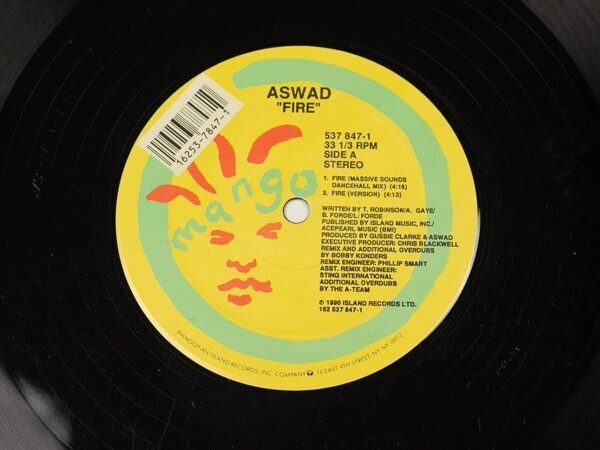 ASWAD
"FIRE"
16253-7847-1
537 847-1
33 1/3 RPM
SIDE A
STEREO
mango
1. FIRE (MASSIVE SOUNDS
DANCEHALL MIX) (4:18)
2. FIRE (VERSION) (4:13)
WRITTEN BY T. ROBINSON/A. GAYE/
B. FORDE/L. FORDE
PUBLISHED BY ISLAND MUSIC, INC./
ACEPEARL MUSIC (BMI)
PRODUCED BY GUSSIE CLARKE & ASWAD
EXECUTIVE PRODUCER: CHRIS BLACKWELL
REMIX AND ADDITIONAL OVERDUBS
BY BOBBY KONDERS
REMIX ENGINEER: PHILLIP SMART
ASST. REMIX ENGINEER:
STING INTERNATIONAL
ADDITIONAL OVERDUBS
BY THE A-TEAM
℗ 1990 ISLAND RECORDS LTD.
162 537 847-1
MANGO® AN ISLAND RECORDS, INC. COMPANY 14 EAST 4TH STREET, NY, NY 10012